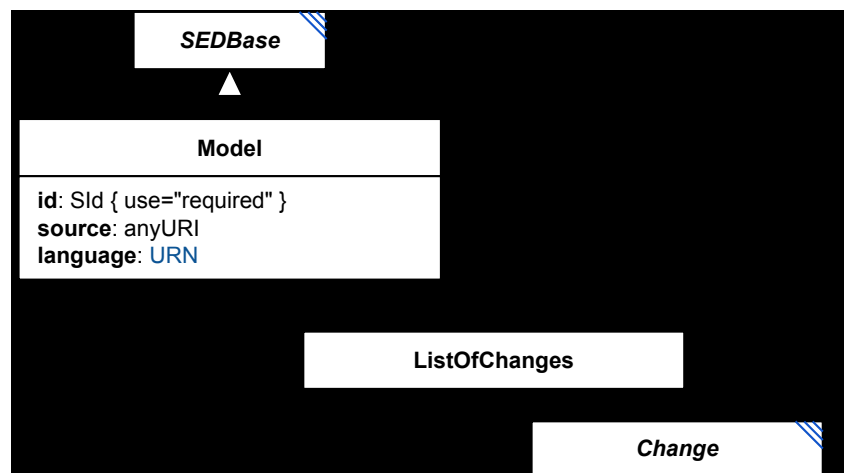 SEDBase
Model
id: SId { use="required" }
source: anyURI
language: URN
ListOfChanges
Change